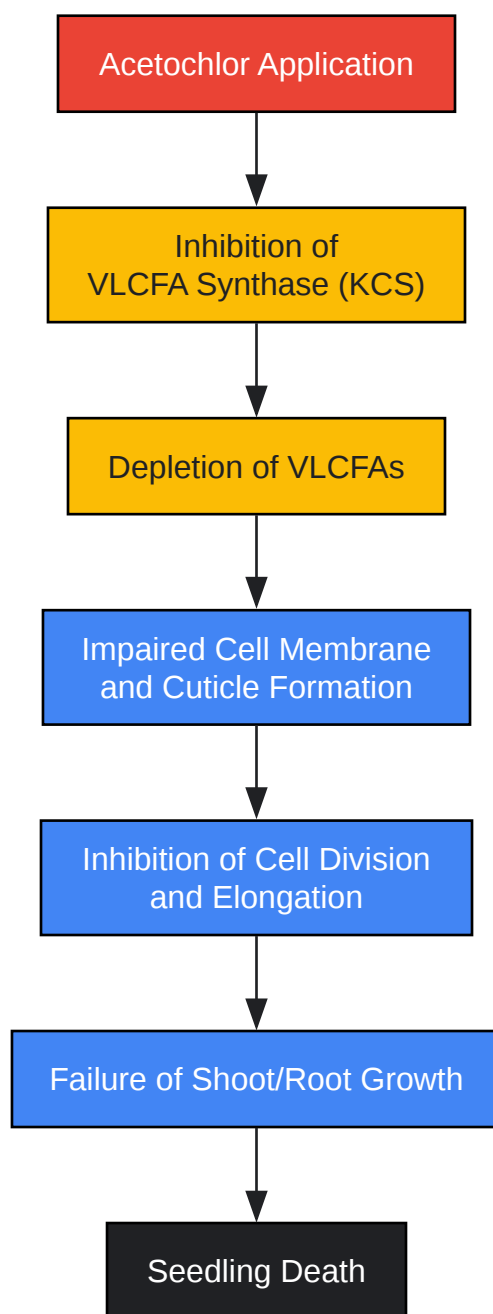 Acetochlor Application
Inhibition of
VLCFA Synthase (KCS)
Depletion of VLCFAs
Impaired Cell Membrane
and Cuticle Formation
Inhibition of Cell Division
and Elongation
Failure of Shoot/Root Growth
Seedling Death